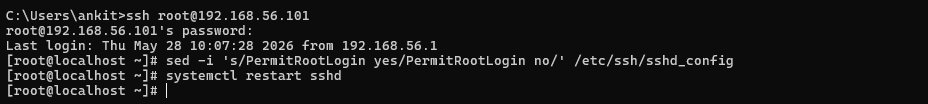 C:\Users\ankit>ssh root@192.168.56.101
root@192.168.56.101's password:
Last login: Thu May 28 10:07:28 2026 from 192.168.56.1
[root@localhost ~]# sed -i 's/PermitRootLogin yes/PermitRootLogin no/' /etc/ssh/sshd_config
[root@localhost ~]# systemctl restart sshd
[root@localhost ~]#